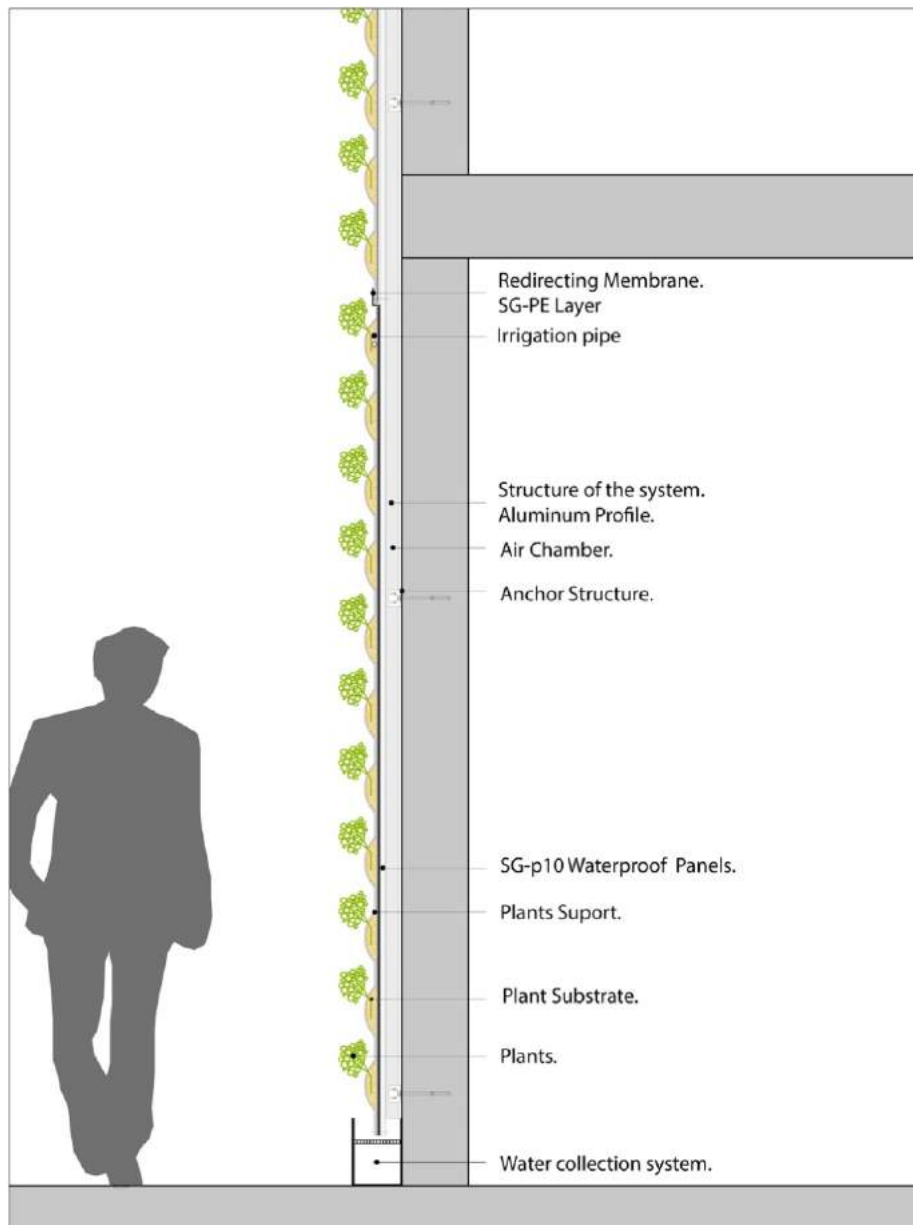 Redirecting Membrane.
SG-PE Layer
Irrigation pipe
Structure of the system.
Aluminum Profile.
Air Chamber.
Anchor Structure.
SG-p10 Waterproof Panels.
Plants Suport.
Plant Substrate.
Plants.
Water collection system.